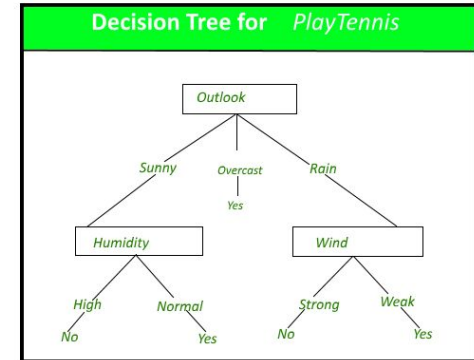 Decision Tree for PlayTennis
Outlook
Sunny
Overcast
Rain
Yes
Humidity
Wind
High
Normal
Strong
Weak
No
Yes
No
Yes